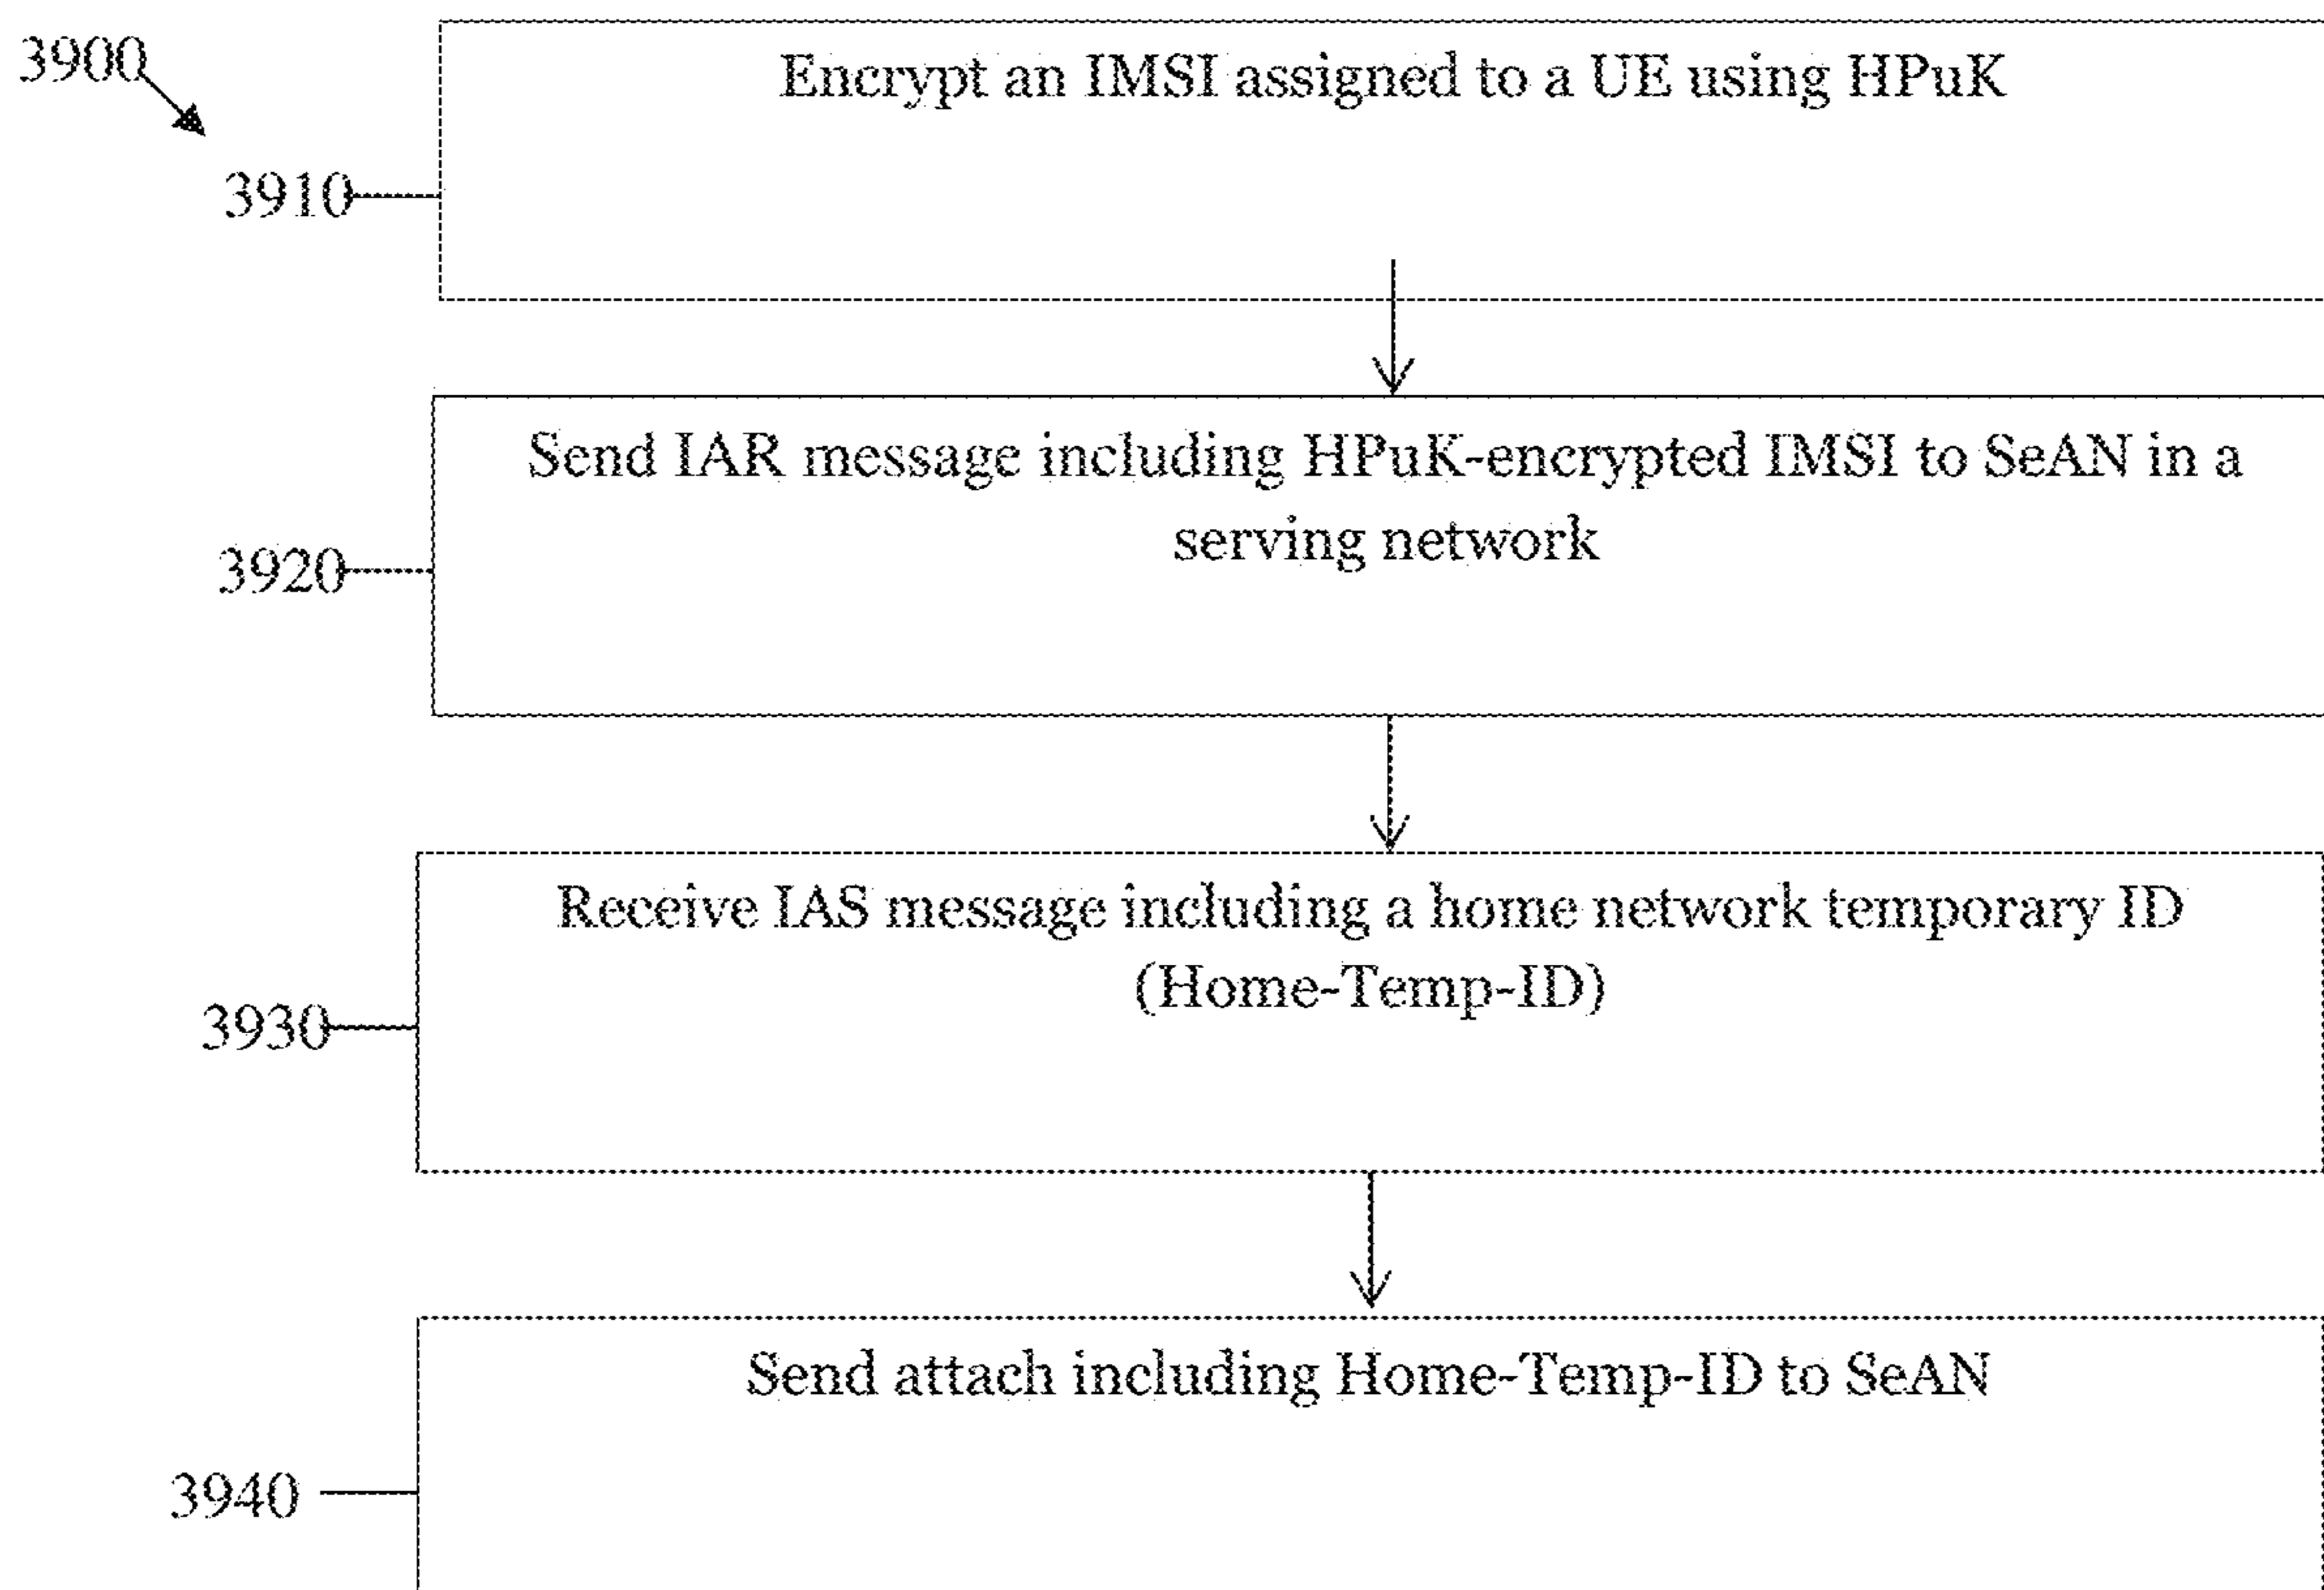 3900
Encrypt an IMSI assigned to a UE using HPuK
3910
Send IAR message including HPuK-encrypted IMSI to SeAN in a
serving network
3920
Receive IAS message including a home network temporary ID
(Home-Temp-ID)
3930
Send attach including Home-Temp-ID to SeAN
3940